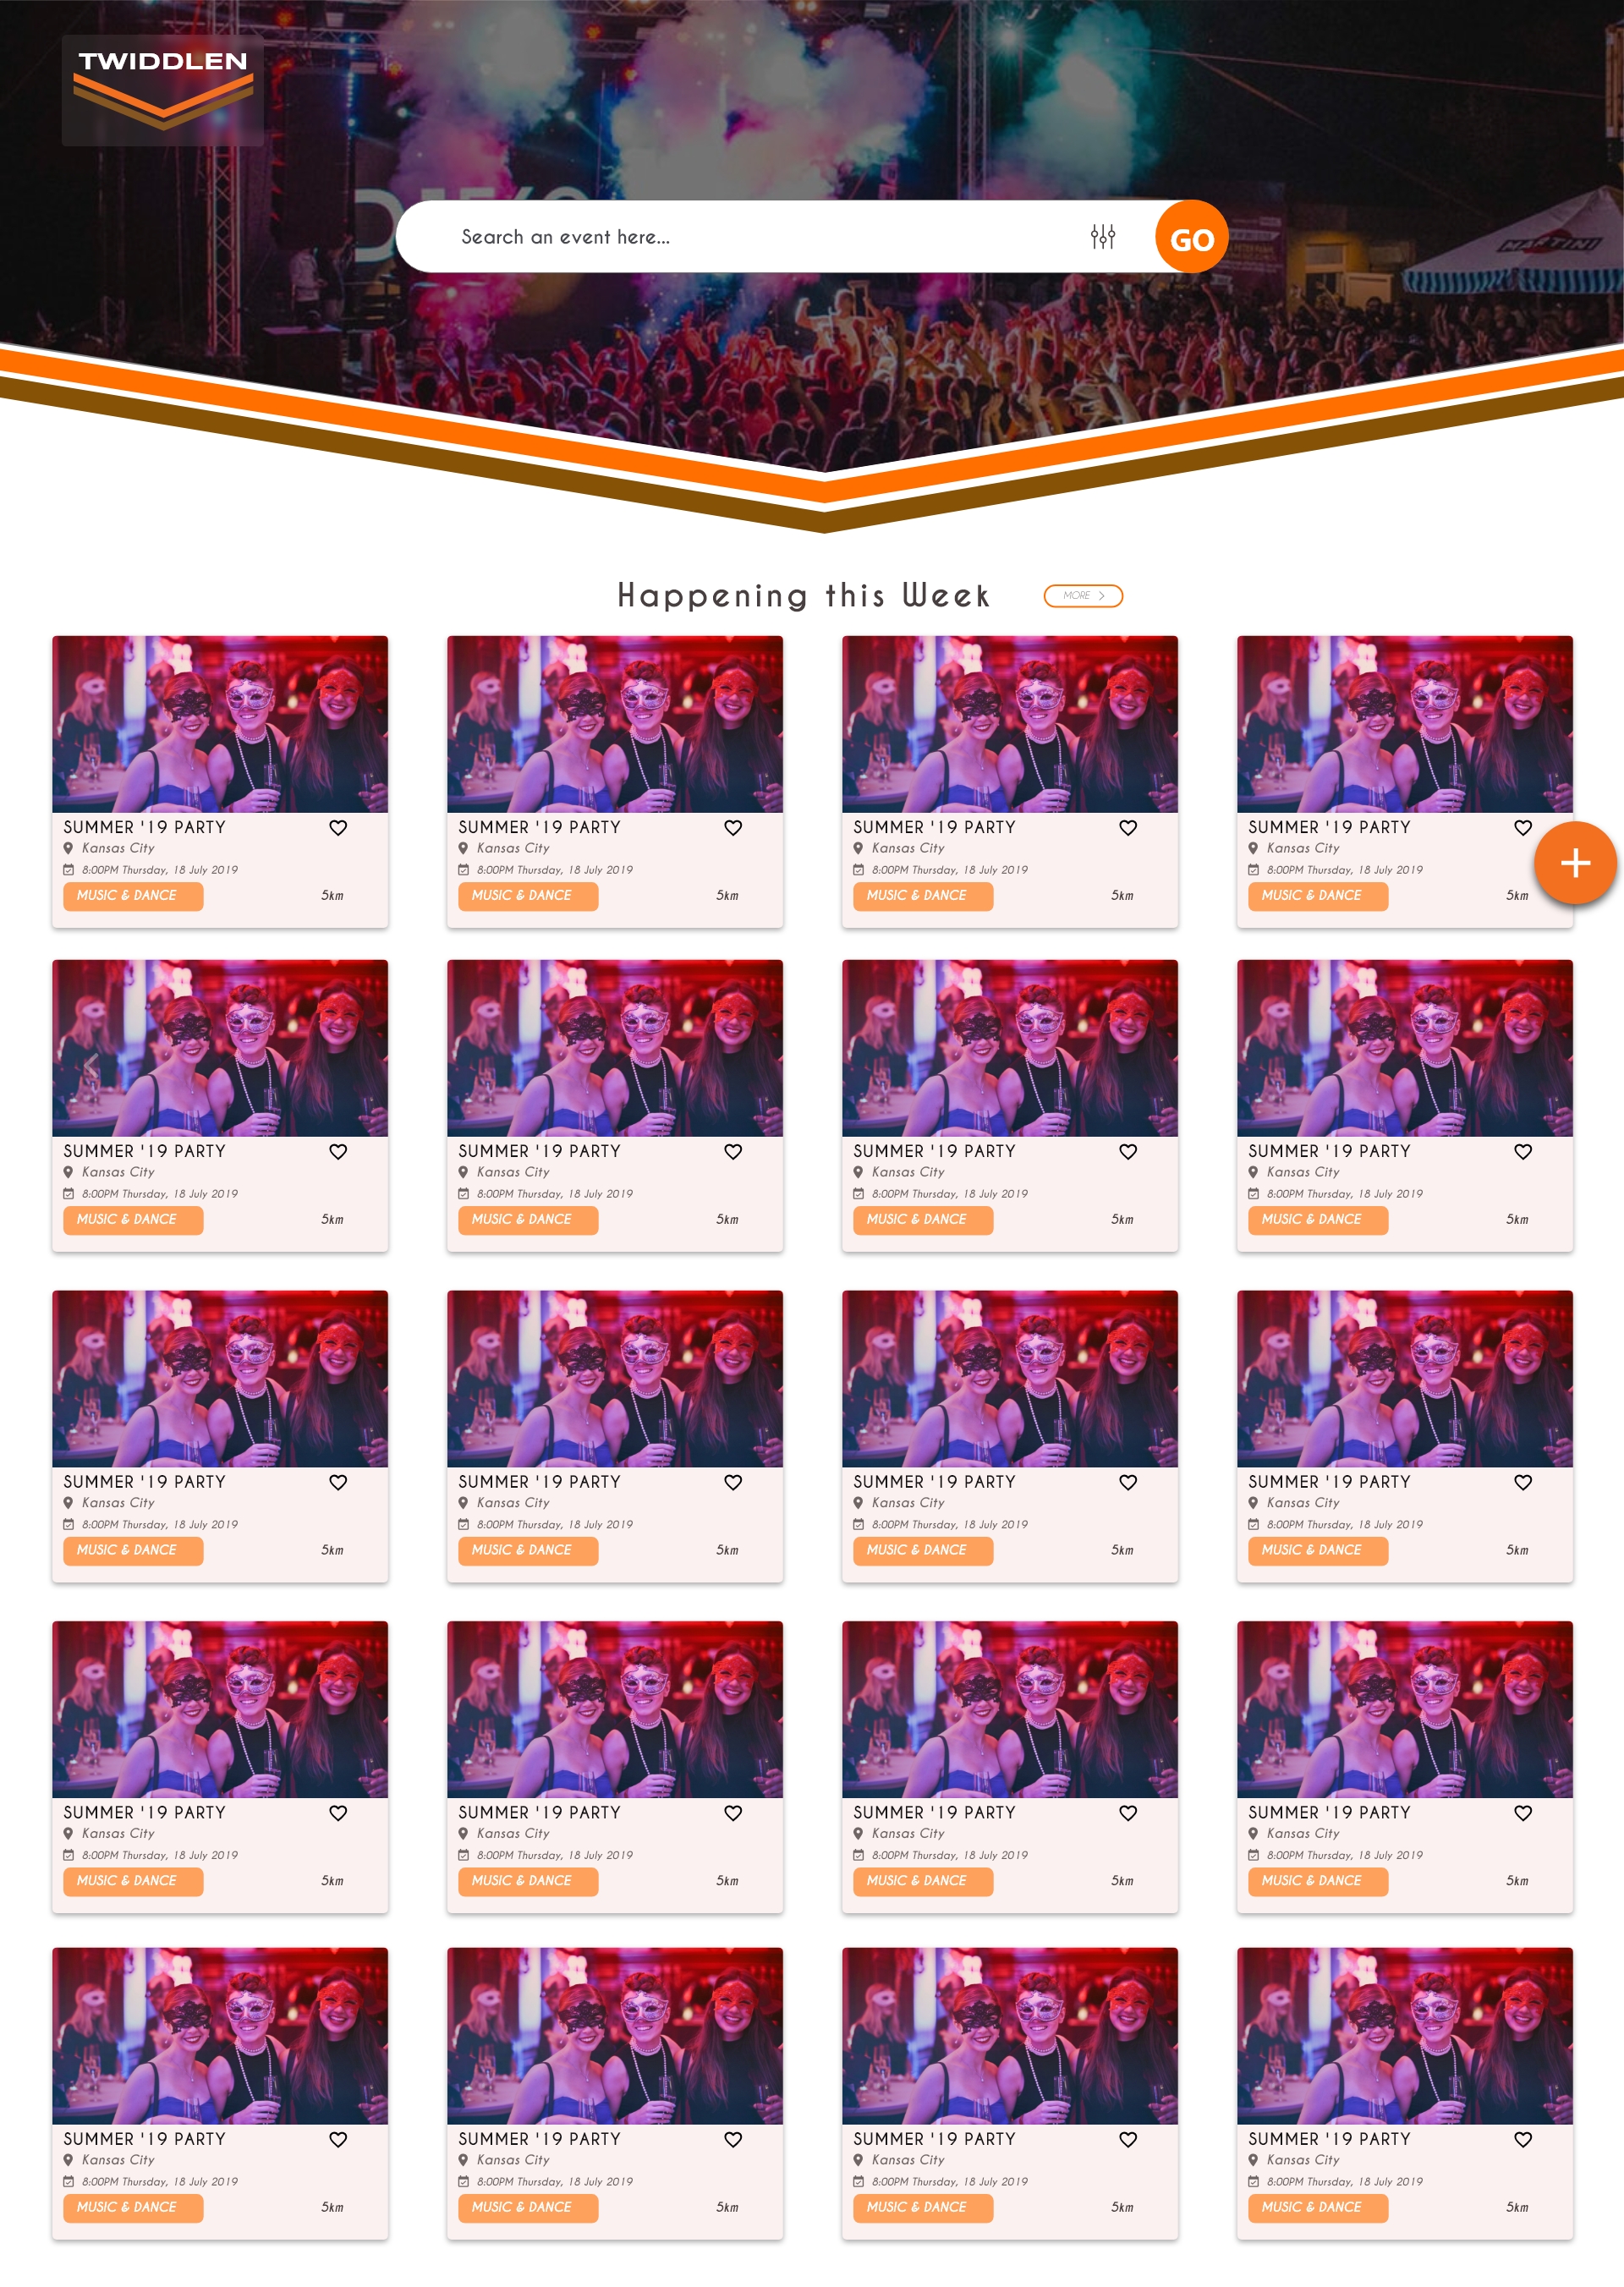 TWIDDLEN
Search an event here...
GO
MARTINI
Happening this Week
MORE
SUMMER '19 PARTY
Kansas City
8:00PM Thursday, 18 July 2019
MUSIC & DANCE
5km
SUMMER '19 PARTY
Kansas City
8:00PM Thursday, 18 July 2019
MUSIC & DANCE
5km
SUMMER '19 PARTY
Kansas City
8:00PM Thursday, 18 July 2019
MUSIC & DANCE
5km
SUMMER '19 PARTY
Kansas City
8:00PM Thursday, 18 July 2019
MUSIC & DANCE
5km
SUMMER '19 PARTY
Kansas City
8:00PM Thursday, 18 July 2019
MUSIC & DANCE
5km
SUMMER '19 PARTY
Kansas City
8:00PM Thursday, 18 July 2019
MUSIC & DANCE
5km
SUMMER '19 PARTY
Kansas City
8:00PM Thursday, 18 July 2019
MUSIC & DANCE
5km
SUMMER '19 PARTY
Kansas City
8:00PM Thursday, 18 July 2019
MUSIC & DANCE
5km
SUMMER '19 PARTY
Kansas City
8:00PM Thursday, 18 July 2019
MUSIC & DANCE
5km
SUMMER '19 PARTY
Kansas City
8:00PM Thursday, 18 July 2019
MUSIC & DANCE
5km
SUMMER '19 PARTY
Kansas City
8:00PM Thursday, 18 July 2019
MUSIC & DANCE
5km
SUMMER '19 PARTY
Kansas City
8:00PM Thursday, 18 July 2019
MUSIC & DANCE
5km
SUMMER '19 PARTY
Kansas City
8:00PM Thursday, 18 July 2019
MUSIC & DANCE
5km
SUMMER '19 PARTY
Kansas City
8:00PM Thursday, 18 July 2019
MUSIC & DANCE
5km
SUMMER '19 PARTY
Kansas City
8:00PM Thursday, 18 July 2019
MUSIC & DANCE
5km
SUMMER '19 PARTY
Kansas City
8:00PM Thursday, 18 July 2019
MUSIC & DANCE
5km
SUMMER '19 PARTY
Kansas City
8:00PM Thursday, 18 July 2019
MUSIC & DANCE
5km
SUMMER '19 PARTY
Kansas City
8:00PM Thursday, 18 July 2019
MUSIC & DANCE
5km
SUMMER '19 PARTY
Kansas City
8:00PM Thursday, 18 July 2019
MUSIC & DANCE
5km
SUMMER '19 PARTY
Kansas City
8:00PM Thursday, 18 July 2019
MUSIC & DANCE
5km